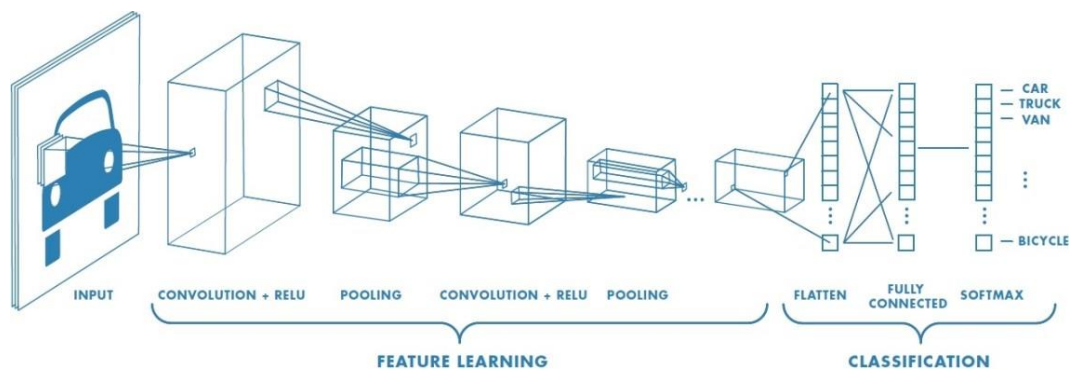 CAR
TRUCK
VAN
BICYCLE
INPUT
CONVOLUTION + RELU
POOLING
CONVOLUTION + RELU
POOLING
FLATTEN
FULLY
CONNECTED
SOFTMAX
FEATURE LEARNING
CLASSIFICATION